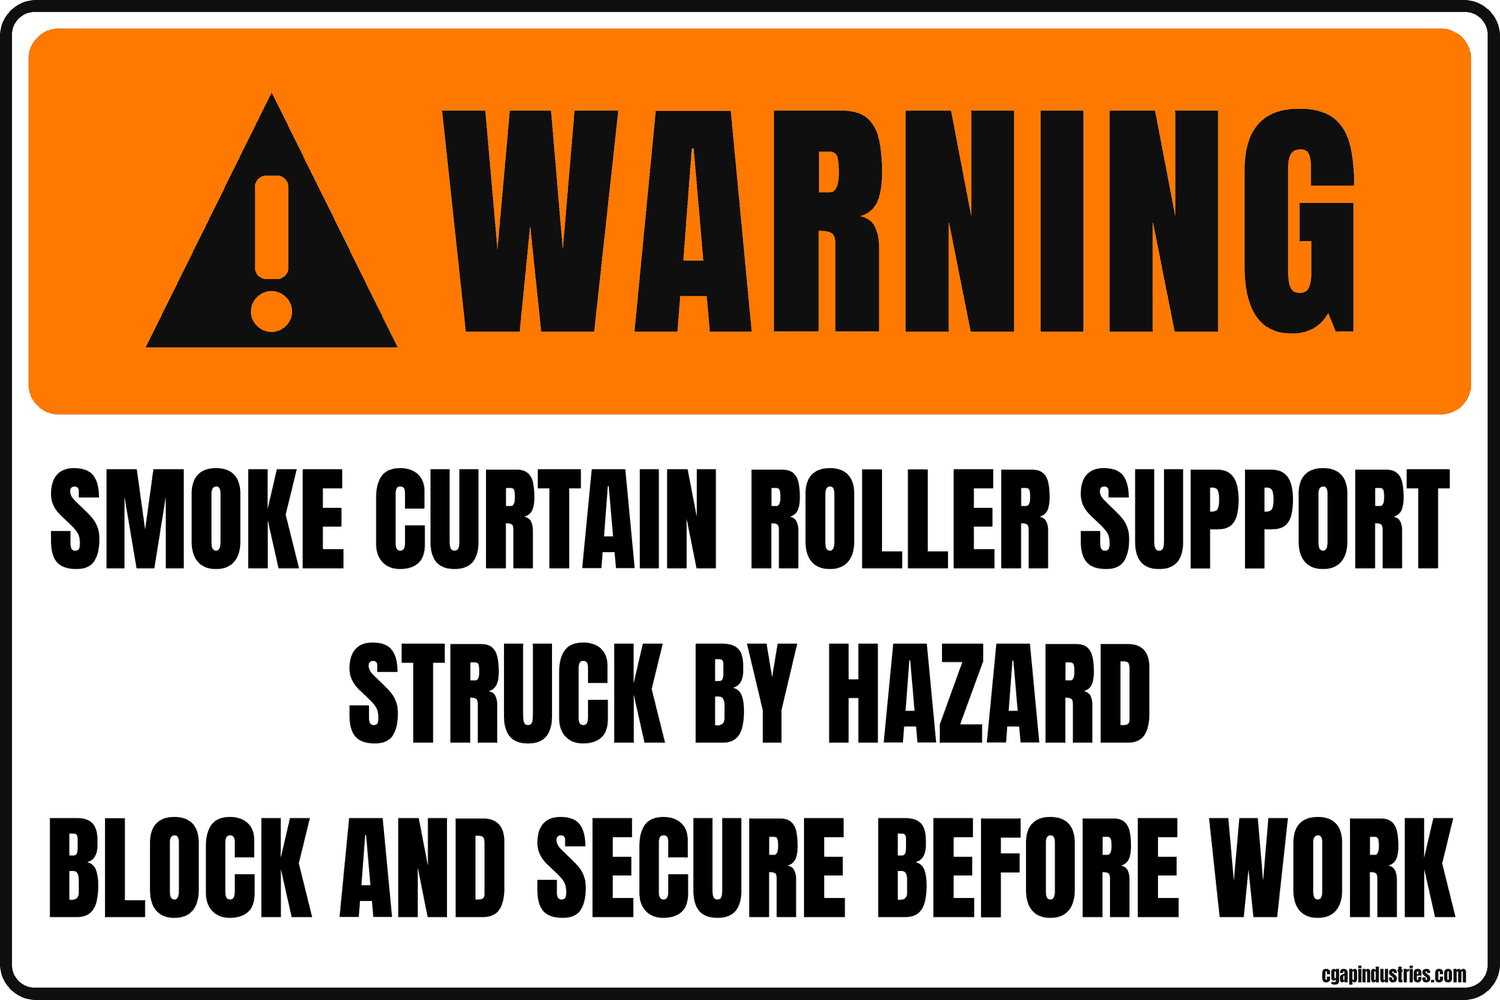 WARNING
SMOKE CURTAIN ROLLER SUPPORT
STRUCK BY HAZARD
BLOCK AND SECURE BEFORE WORK
cgapindustries.com